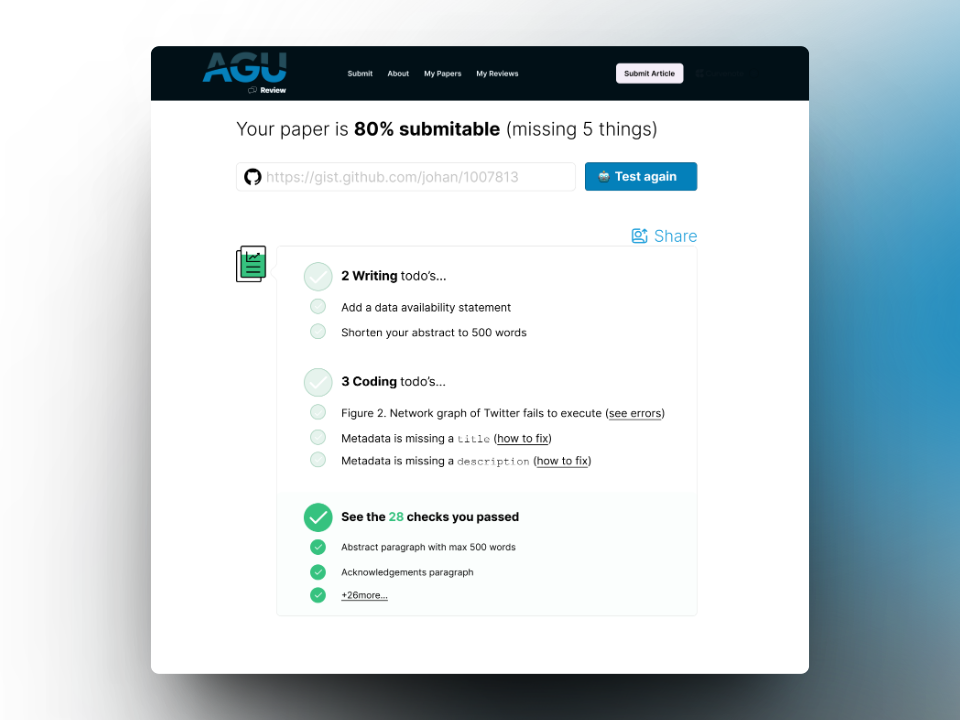 AGU
Review
Submit About My Papers My Reviews
Submit Article
Your paper is 80% submitable (missing 5 things)
https://gist.github.com/johan/1007813
Test again
Share
2 Writing todo’s...
Add a data availability statement
Shorten your abstract to 500 words
3 Coding todo’s...
Figure 2. Network graph of Twitter fails to execute (see errors)
Metadata is missing a title (how to fix)
Metadata is missing a description (how to fix)
See the 28 checks you passed
Abstract paragraph with max 500 words
Acknowledgements paragraph
+26more...